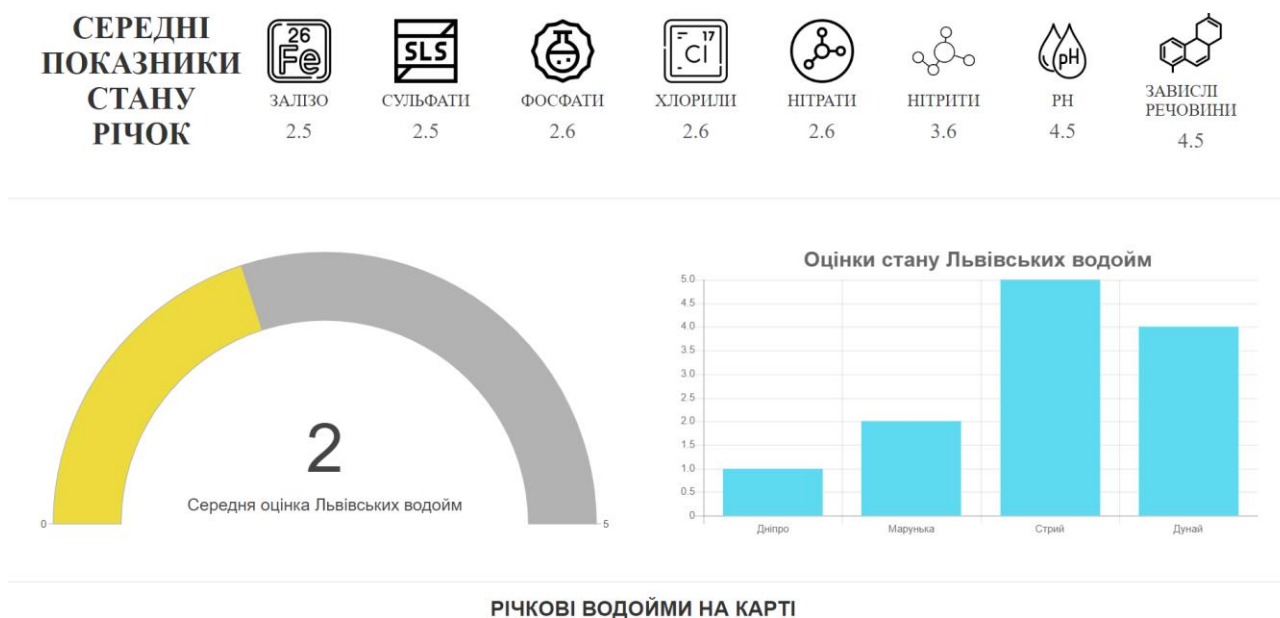 СЕРЕДНІ
ПОКАЗНИКИ
СТАНУ
РІЧОК
26
Fe
ЗАЛІЗО
2.5
SLS
СУЛЬФАТИ
2.5
ФОСФАТИ
2.6
17
Cl
ХЛОРИЛИ
2.6
НІТРАТИ
2.6
НІТРИТИ
3.6
pH
PH
4.5
ЗАВИСЛІ
РЕЧОВИНИ
4.5
2
Середня оцінка Львівських водойм
0
5
Оцінки стану Львівських водойм
5.0
4.5
4.0
3.5
3.0
2.5
2.0
1.5
1.0
0.5
0
Дніпро
Марунька
Стрий
Дунай
РІЧКОВІ ВОДОЙМИ НА КАРТІ